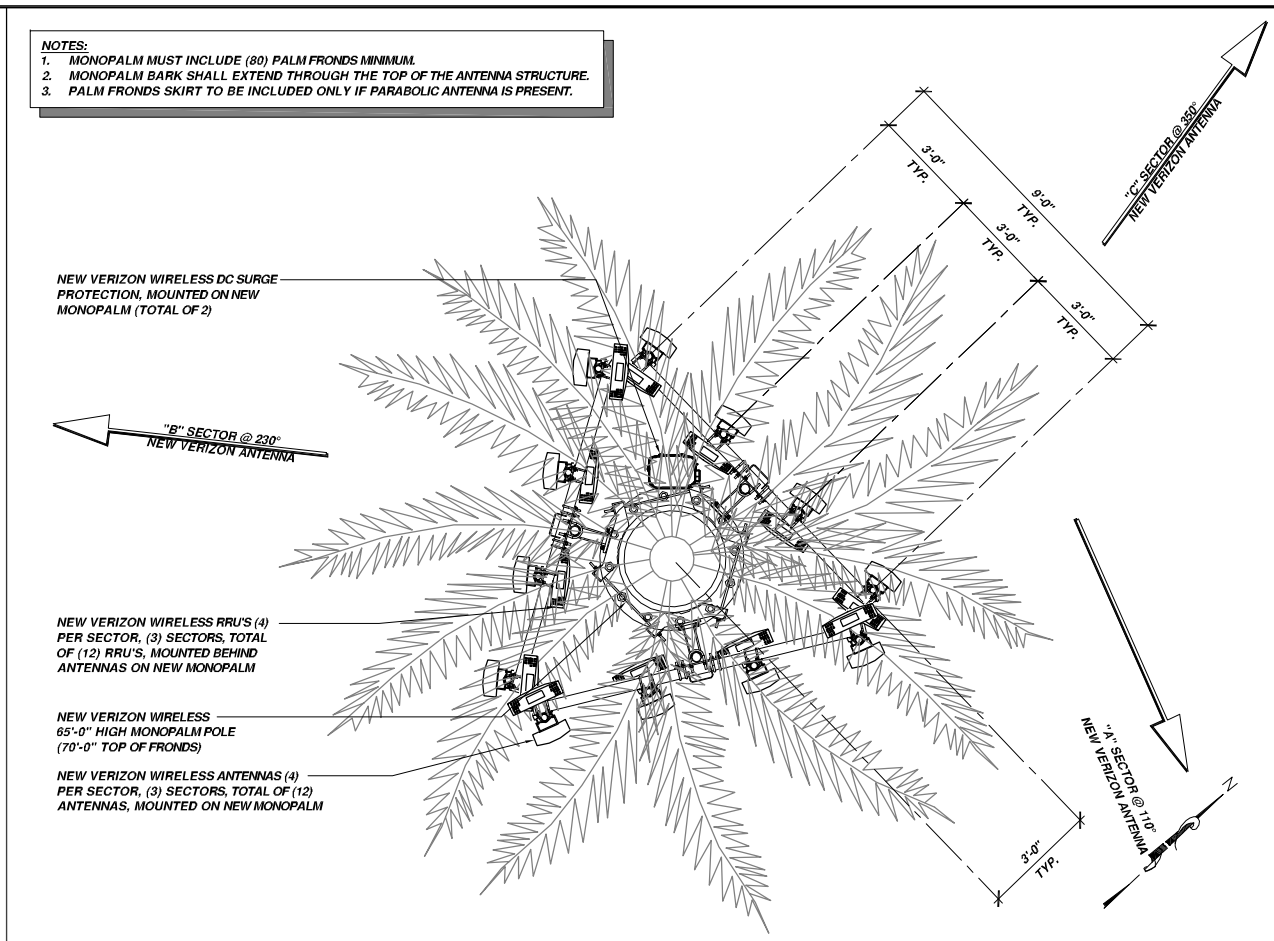 NOTES:
1. MONOPALM MUST INCLUDE (80) PALM FRONDS MINIMUM.
2. MONOPALM BARK SHALL EXTEND THROUGH THE TOP OF THE ANTENNA STRUCTURE.
3. PALM FRONDS SKIRT TO BE INCLUDED ONLY IF PARABOLIC ANTENNA IS PRESENT.
"C" SECTOR @ 350°
NEW VERIZON ANTENNA
3'-0"
TYP.
9'-0"
TYP.
3'-0"
TYP.
3'-0"
TYP.
NEW VERIZON WIRELESS DC SURGE
PROTECTION, MOUNTED ON NEW
MONOPALM (TOTAL OF 2)
"B" SECTOR @ 230°
NEW VERIZON ANTENNA
NEW VERIZON WIRELESS RRU'S (4)
PER SECTOR, (3) SECTORS, TOTAL
OF (12) RRU'S, MOUNTED BEHIND
ANTENNAS ON NEW MONOPALM
NEW VERIZON WIRELESS
65'-0" HIGH MONOPALM POLE
(70'-0" TOP OF FRONDS)
NEW VERIZON WIRELESS ANTENNAS (4)
PER SECTOR, (3) SECTORS, TOTAL OF (12)
ANTENNAS, MOUNTED ON NEW MONOPALM
"A" SECTOR @ 110°
NEW VERIZON ANTENNA
N
3'-0"
TYP.